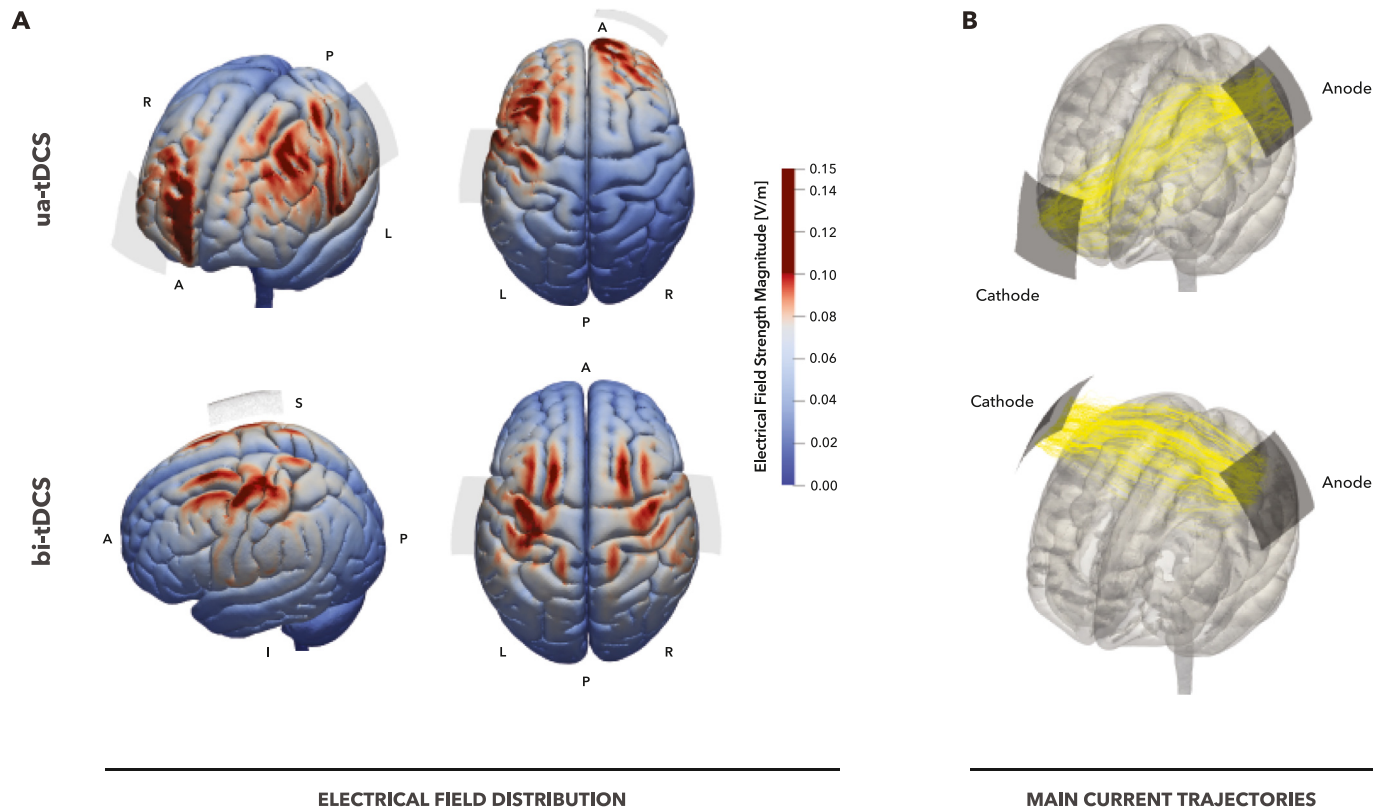 A
B
ua-tDCS
R
P
L
A
A
L
R
P
Electrical Field Strength Magnitude [V/m]
0.15
0.14
0.12
0.10
0.08
0.06
0.04
0.02
0.00
Anode
Cathode
bi-tDCS
S
A
P
I
A
L
R
P
Cathode
Anode
ELECTRICAL FIELD DISTRIBUTION
MAIN CURRENT TRAJECTORIES